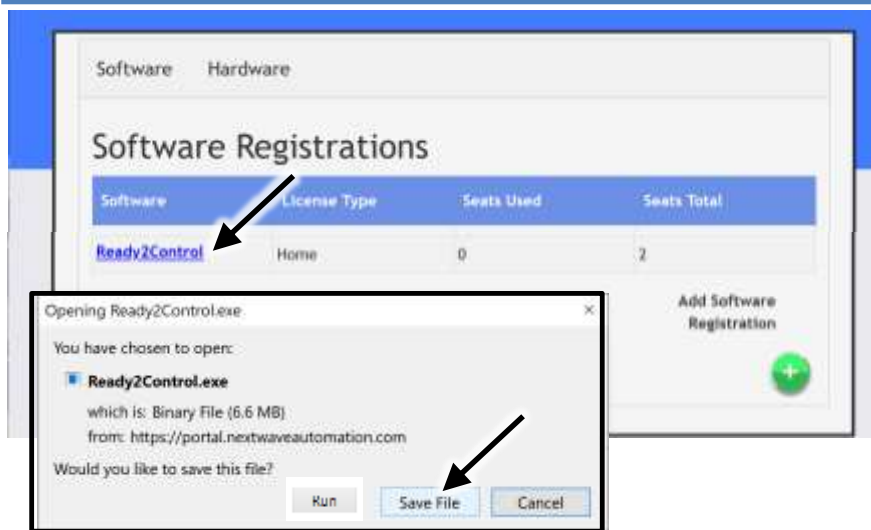 Software Hardware
Software Registrations
Software License Type Seats Used Seats Total
Ready2Control Home 0 2
Add Software
Registration
Opening Ready2Control.exe ×
You have chosen to open:
Ready2Control.exe
which is: Binary File (6.6 MB)
from: https://portal.nextwaveautomation.com
Would you like to save this file?
Run Save File Cancel